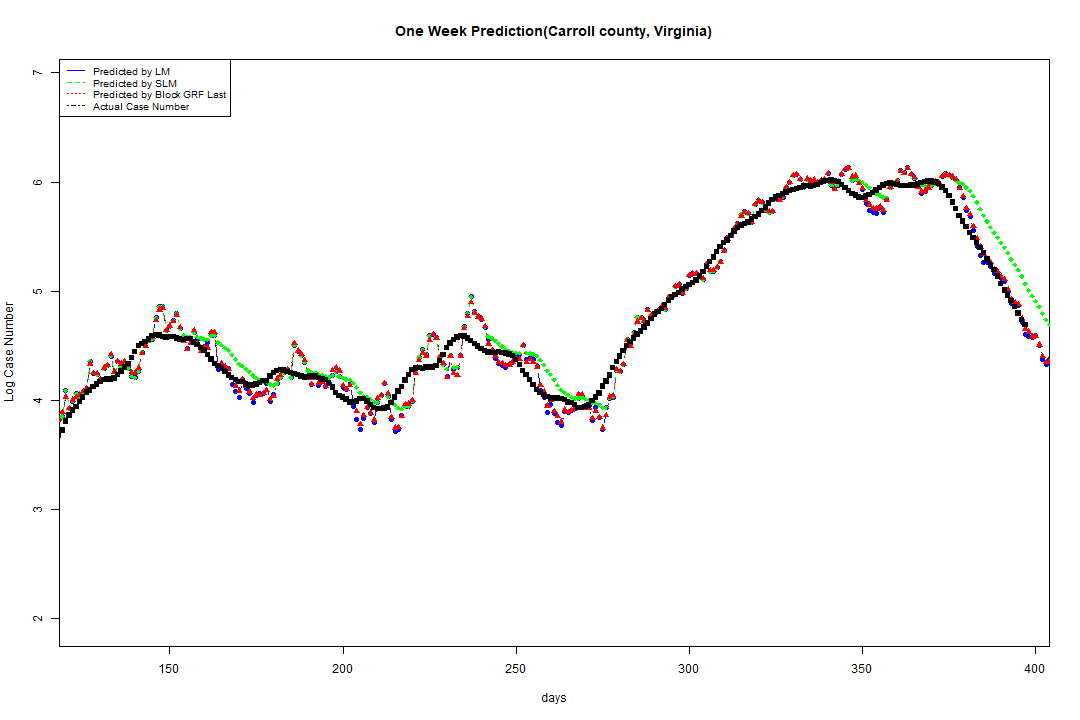 One Week Prediction(Carroll county, Virginia)
Predicted by LM
Predicted by SLM
Predicted by Block GRF Last
Actual Case Number
7
6
5
4
3
2
Log Case Number
150 200 250 300 350 400
days